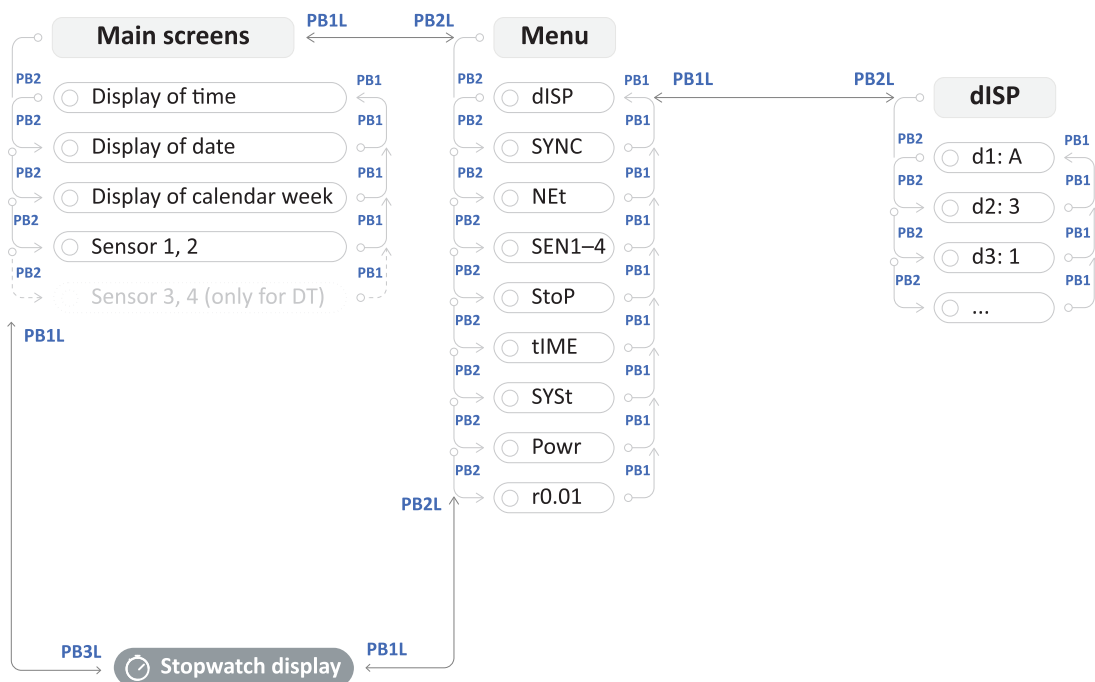 PB1L
PB2L
Main screens
Menu
PB2
Display of time
PB1
PB2
Display of date
PB1
PB2
Display of calendar week
PB1
PB2
Sensor 1, 2
PB1
PB2
Sensor 3, 4 (only for DT)
PB1L
PB2
dISP
PB1
PB2
SYNC
PB1
PB2
NEt
PB1
PB2
SEN1–4
PB1
PB2
StoP
PB1
PB2
tIME
PB1
PB2
SYSt
PB1
PB2
Powr
PB1
PB2
r0.01
PB1
PB2L
PB1L
PB2L
dISP
PB2
d1: A
PB1
PB2
d2: 3
PB1
PB2
d3: 1
PB1
PB2
...
PB3L
Stopwatch display
PB1L